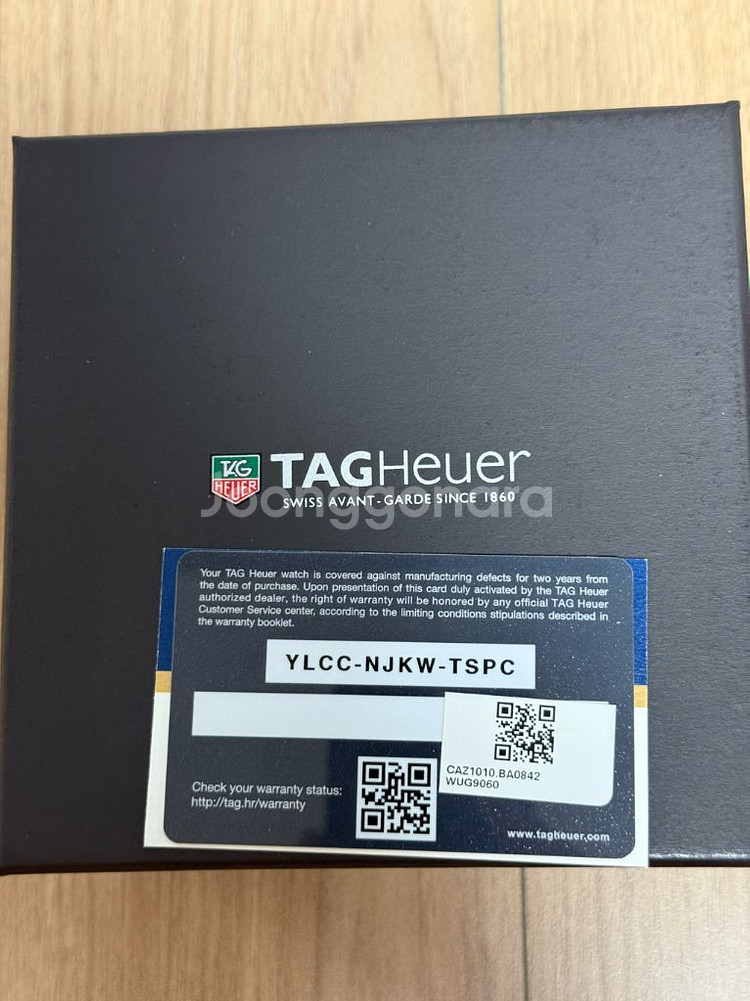 TAG
HEUER
TAGHeuer
SWISS AVANT-GARDE SINCE 1860
Joonggonara
Your TAG Heuer watch is covered against manufacturing defects for two years from
the date of purchase. Upon presentation of this card duly activated by the TAG Heuer
authorized dealer, the right of warranty will be honored by any official TAG Heuer
Customer Service center, according to the limiting conditions stipulations described in
the warranty booklet.
YLCC-NJKW-TSPC
CAZ1010.BA0842
WUG9060
Check your warranty status:
http://tag.hr/warranty
www.tagheuer.com